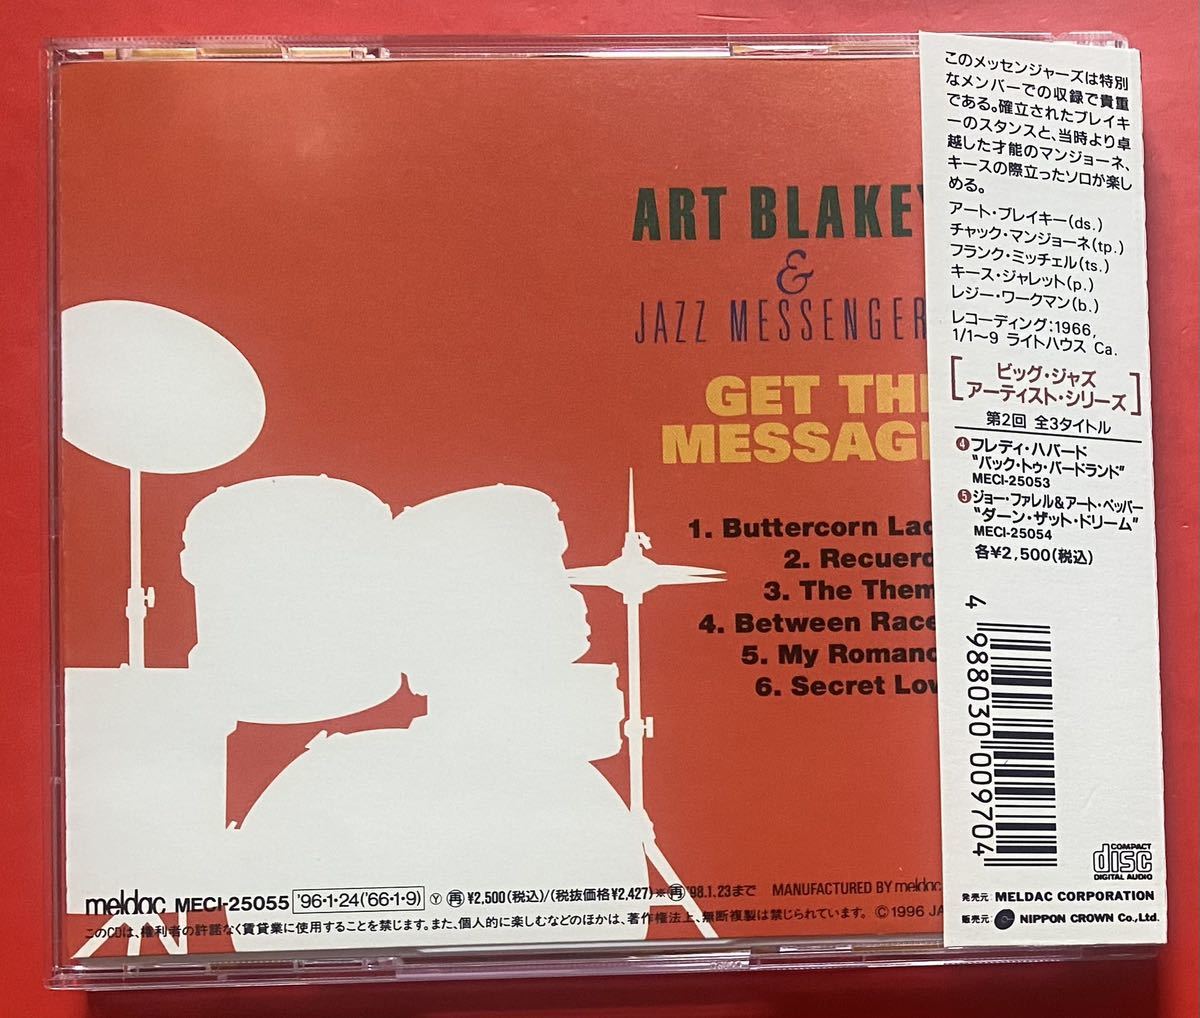 ART BLAKEY
&
JAZZ MESSENGER
GET THE
MESSAGE
1. Buttercorn Lad
2. Recuerd
3. The Them
4. Between Race
5. My Romanc
6. Secret Lov
meldac MECI-25055 '96・1・24('66・1・9) Ⓨ 再 ¥2,500(税込)/(税抜価格¥2,427)※再'98.1.23まで MANUFACTURED BY meldac
このCDは、権利者の許諾なく賃貸業に使用することを禁じます。また、個人的に楽しむなどのほかは、著作権法上、無断複製は禁じられています。 ©1996 JA
このメッセンジャーズは特別
なメンバーでの収録で貴重
である。確立されたブレイキ
ーのスタンスと、当時より卓
越した才能のマンジョーネ、
キースの際立ったソロが楽し
める。
アート・ブレイキー(ds.)
チャック・マンジョーネ(tp.)
フランク・ミッチェル(ts.)
キース・ジャレット(p.)
レジー・ワークマン(b.)
レコーディング:1966,
1/1〜9 ライトハウス Ca.
ビッグ・ジャズ
アーティスト・シリーズ
第2回 全3タイトル
❹フレディ・ハバード
“バック・トゥ・バードランド”
MECI-25053
❺ジョー・ファレル&アート・ペッパー
“ダーン・ザット・ドリーム”
MECI-25054
各¥2,500(税込)
4 988030 009704
COMPACT
disc
DIGITAL AUDIO
発売元: MELDAC CORPORATION
販売元: NIPPON CROWN Co.,Ltd.